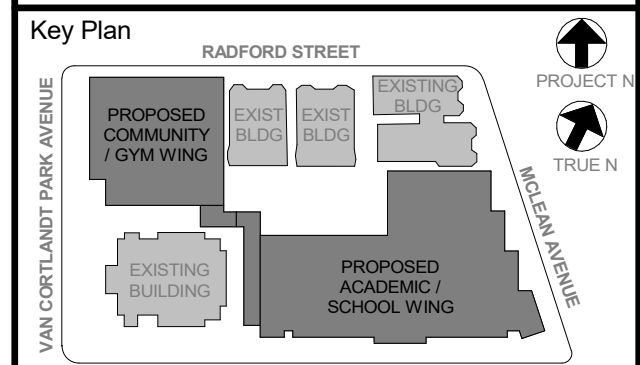 Key Plan
RADFORD STREET
PROJECT N
TRUE N
VAN CORTLANDT PARK AVENUE
MCLEAN AVENUE
PROPOSED
COMMUNITY
/ GYM WING
EXIST
BLDG
EXIST
BLDG
EXISTING
BLDG
EXISTING
BUILDING
PROPOSED
ACADEMIC /
SCHOOL WING